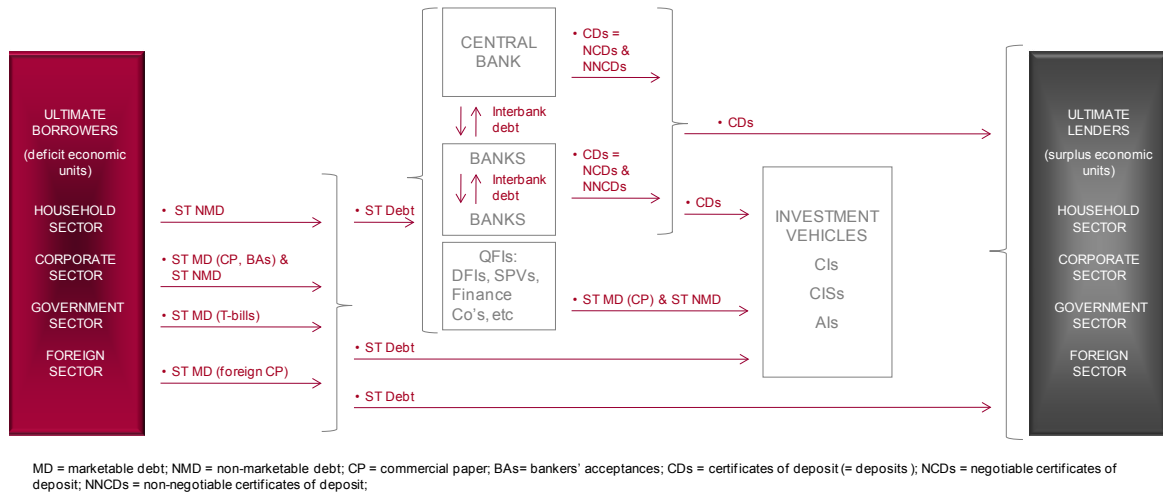 ULTIMATE
BORROWERS
(deficit economic
units)
HOUSEHOLD
SECTOR
CORPORATE
SECTOR
GOVERNMENT
SECTOR
FOREIGN
SECTOR
• ST NMD
• ST MD (CP, BAs) &
ST NMD
• ST MD (T-bills)
• ST MD (foreign CP)
• ST Debt
• ST Debt
• ST Debt
CENTRAL
BANK
Interbank
debt
BANKS
Interbank
debt
BANKS
QFIs:
DFIs, SPVs,
Finance
Co's, etc
• CDs =
NCDs &
NNCDs
• CDs =
NCDs &
NNCDs
• ST MD (CP) & ST NMD
• CDs
• CDs
INVESTMENT
VEHICLES
CIs
CISs
AIs
ULTIMATE
LENDERS
(surplus economic
units)
HOUSEHOLD
SECTOR
CORPORATE
SECTOR
GOVERNMENT
SECTOR
FOREIGN
SECTOR
MD = marketable debt; NMD = non-marketable debt; CP = commercial paper; BAs= bankers' acceptances; CDs = certificates of deposit (= deposits ); NCDs = negotiable certificates of
deposit; NNCDs = non-negotiable certificates of deposit;